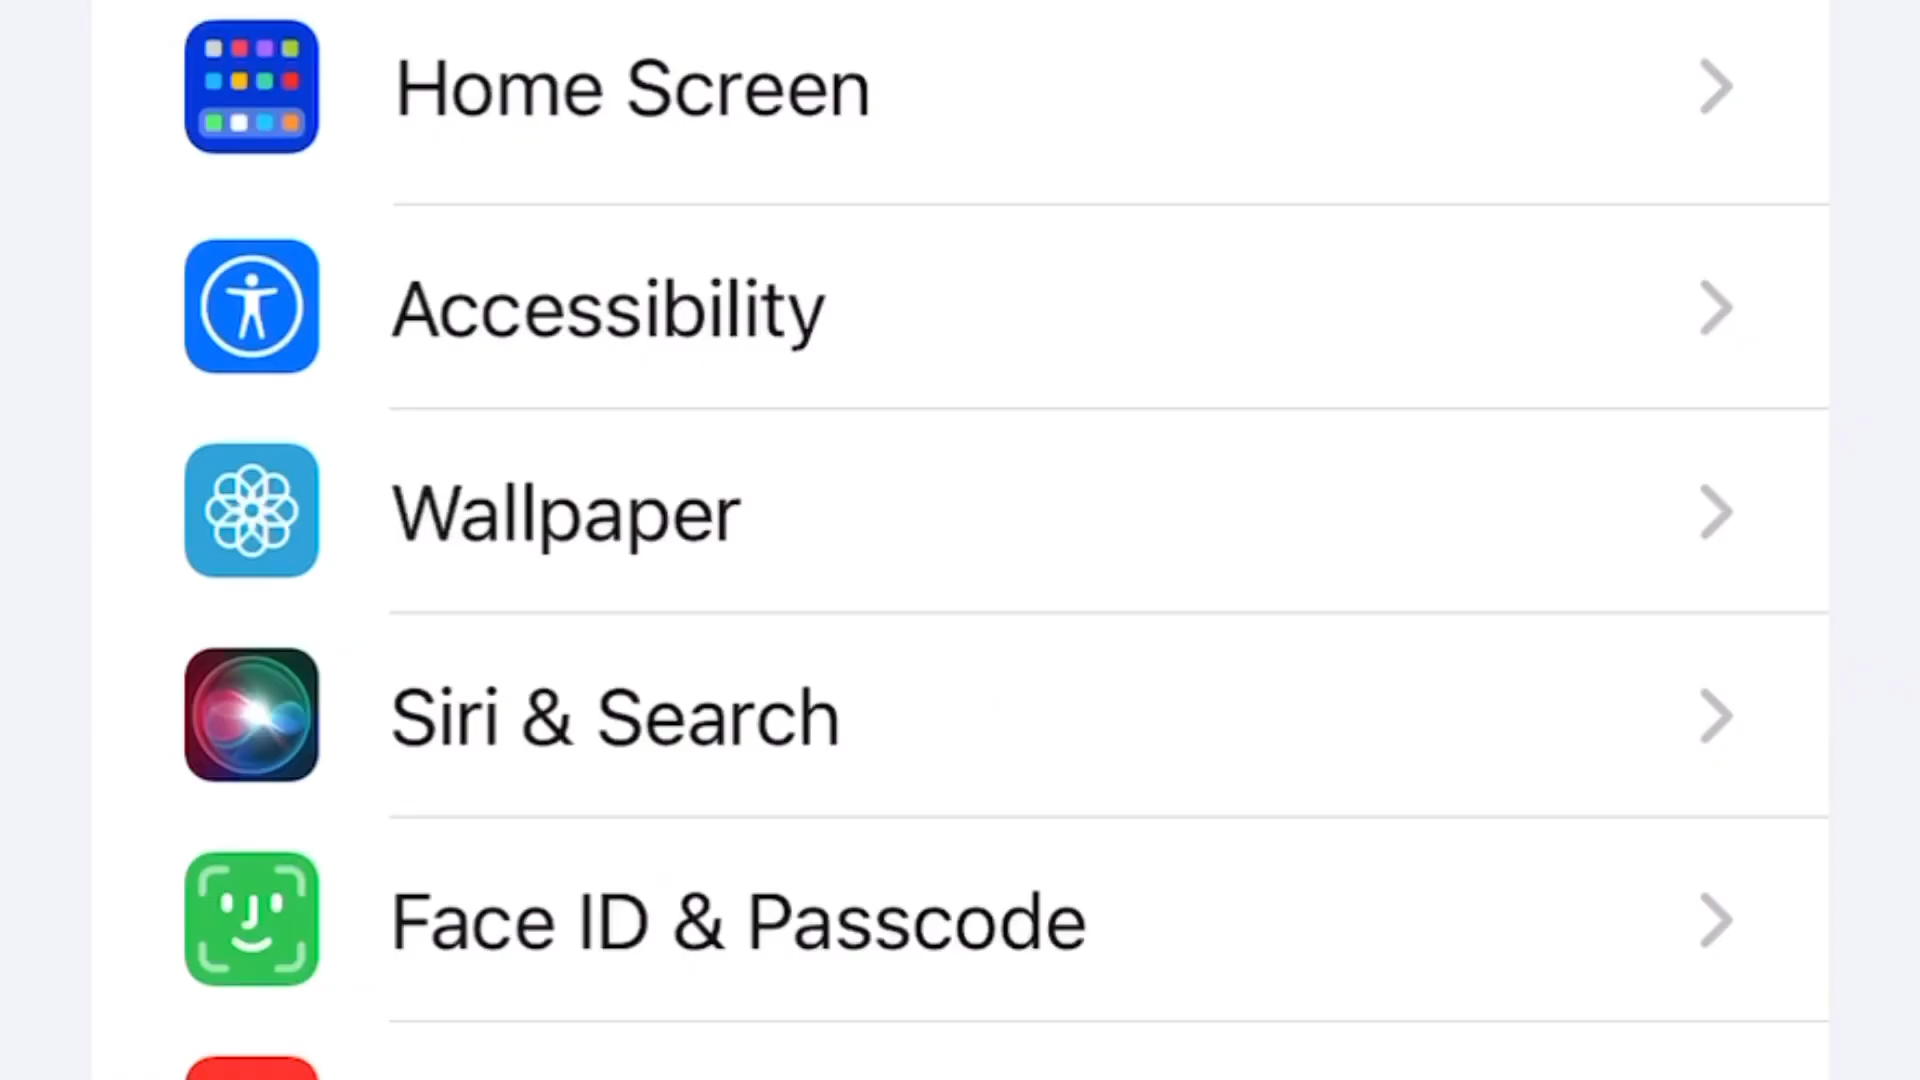 Home Screen
Accessibility
Wallpaper
Siri & Search
Face ID & Passcode